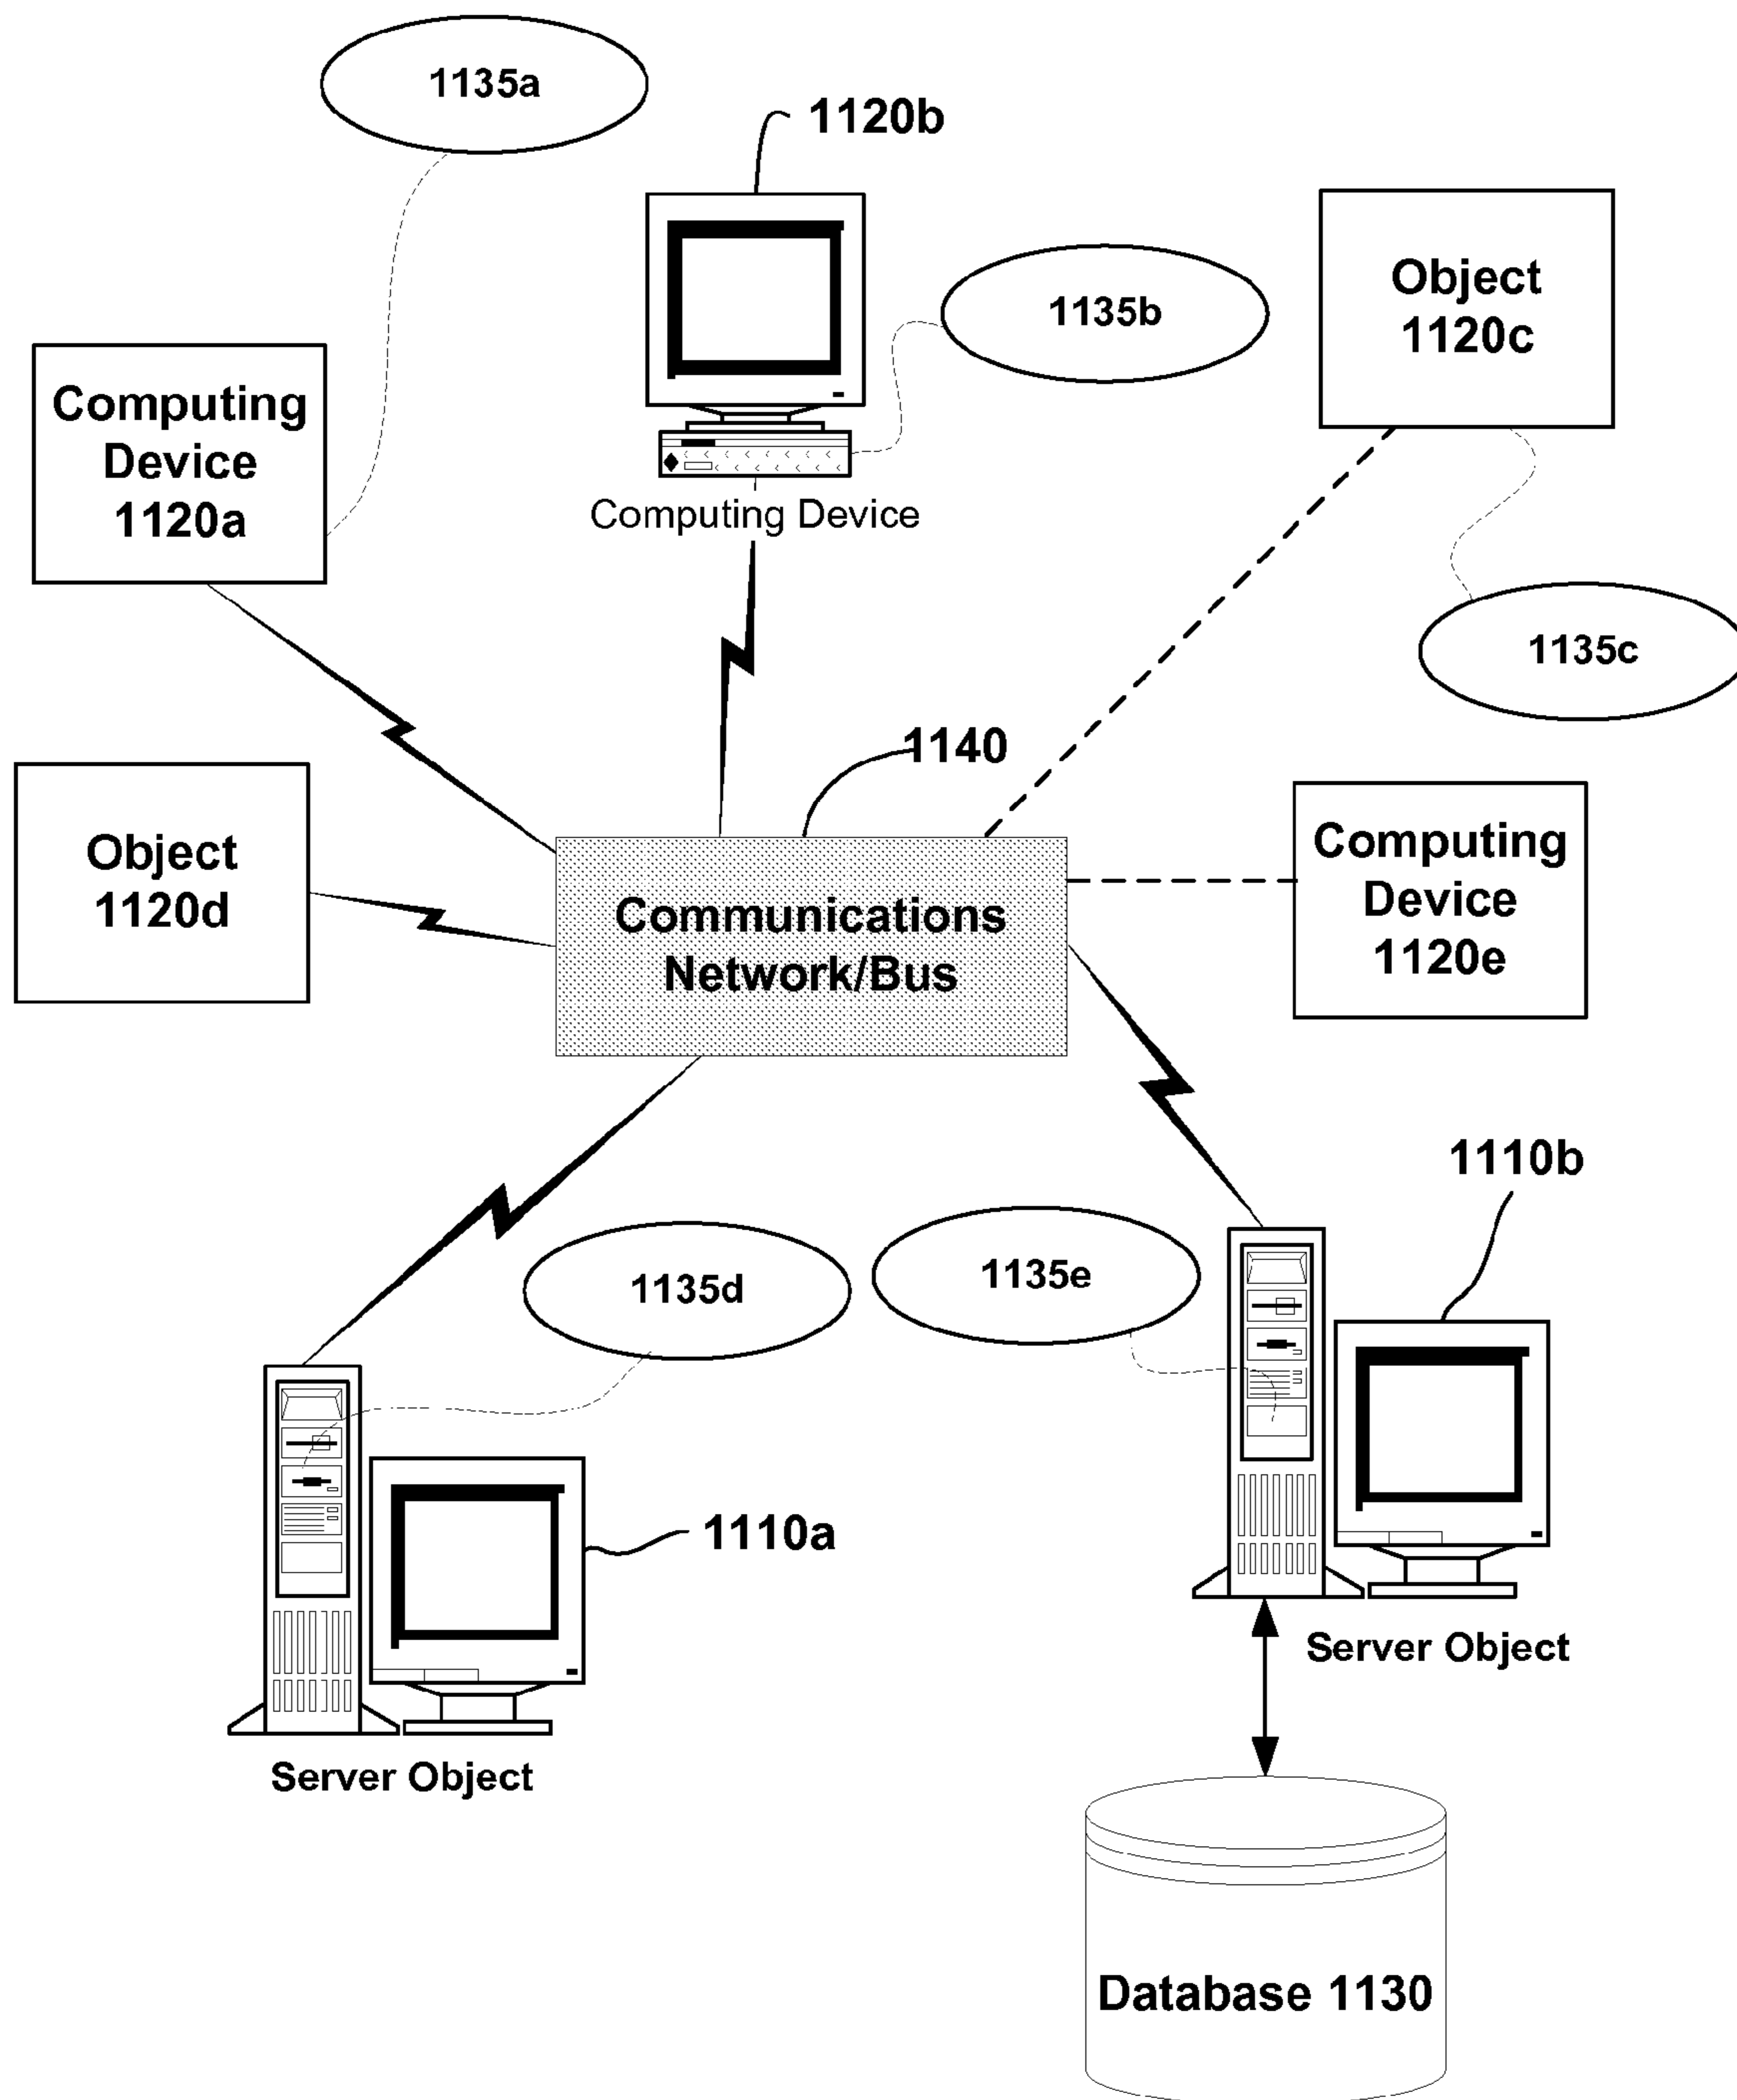 1135a
1120b
1135b
Object
1120c
Computing
Device
1120a
Computing Device
1135c
1140
Object
1120d
Communications
Network/Bus
Computing
Device
1120e
1110b
1135d
1135e
1110a
Server Object
Server Object
Database 1130